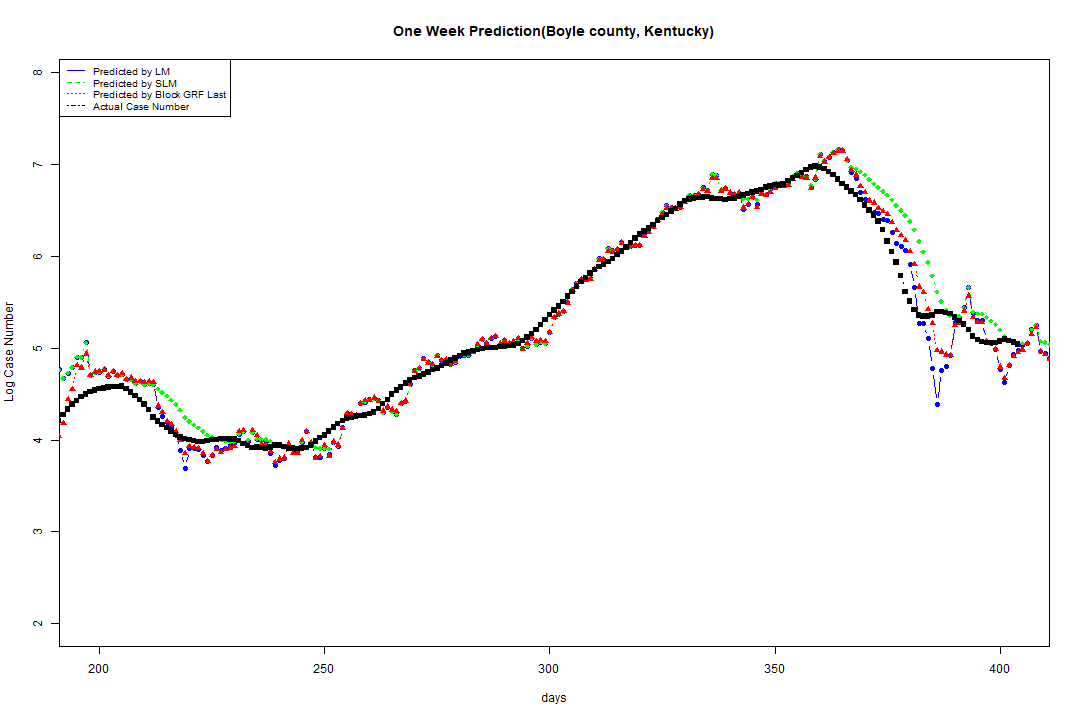 One Week Prediction(Boyle county, Kentucky)
Predicted by LM
Predicted by SLM
Predicted by Block GRF Last
Actual Case Number
8
7
6
5
4
3
2
Log Case Number
200 250 300 350 400
days